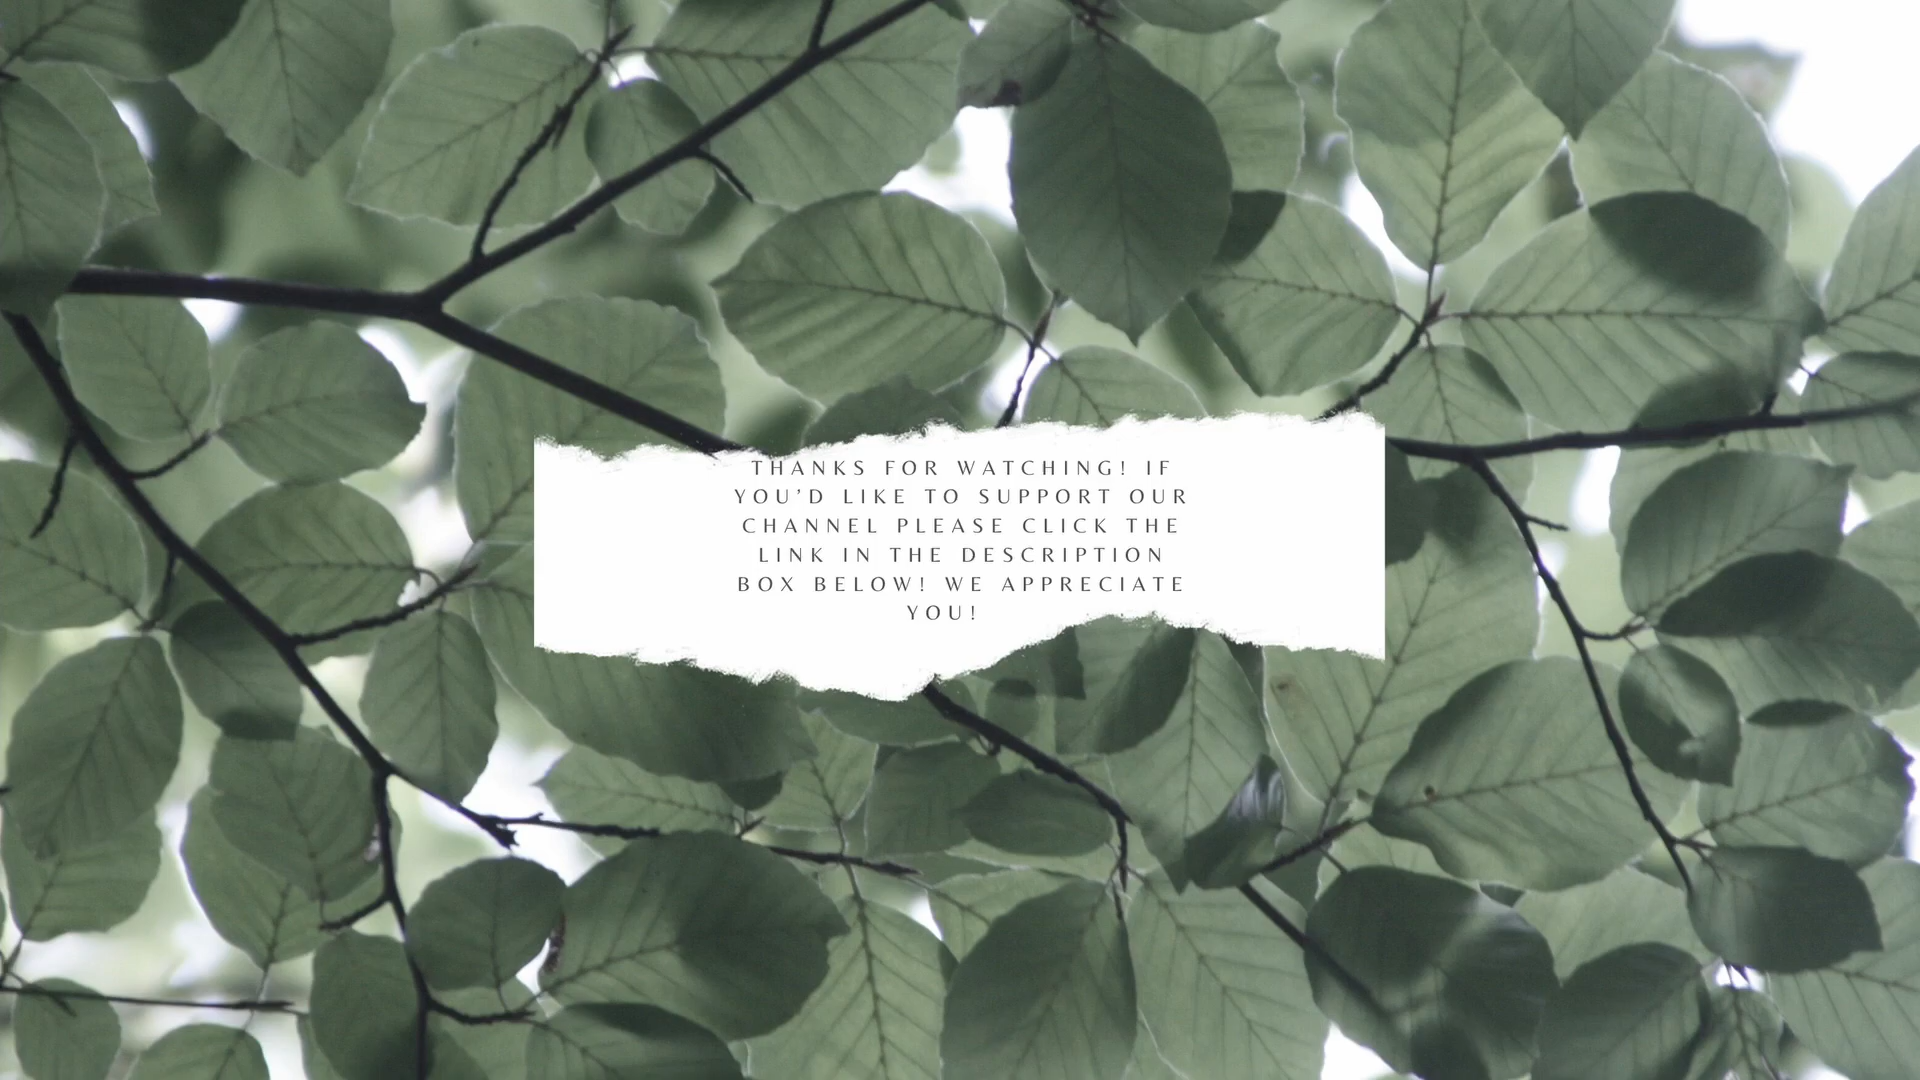 THANKS FOR WATCHING! IF
YOU’D LIKE TO SUPPORT OUR
CHANNEL PLEASE CLICK THE
LINK IN THE DESCRIPTION
BOX BELOW! WE APPRECIATE
YOU!